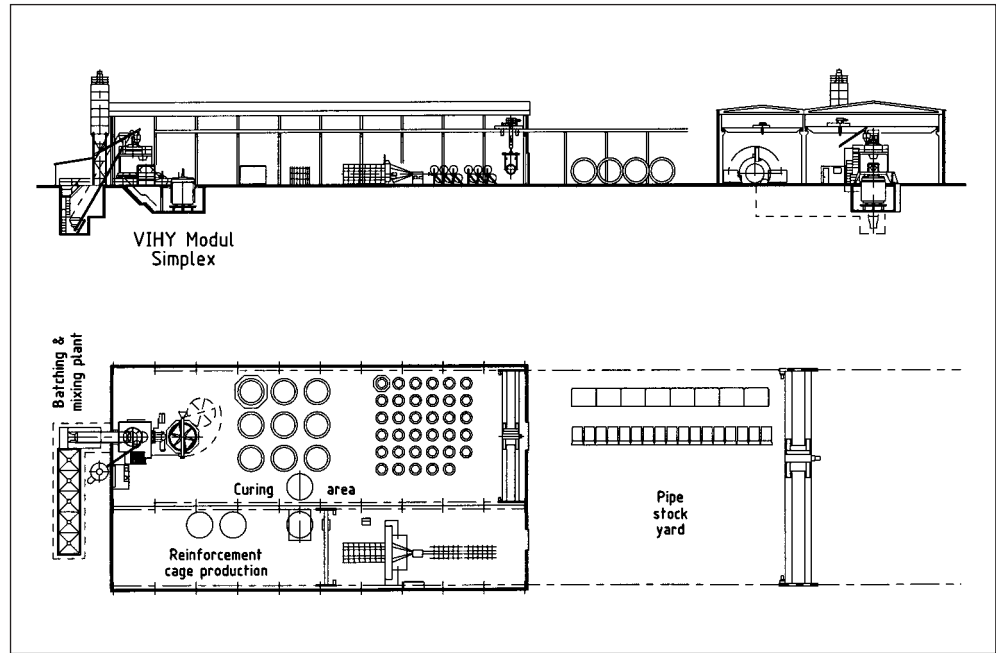 VIHY Modul
Simplex
Batching &
mixing plant
Curing area
Reinforcement
cage production
Pipe
stock
yard